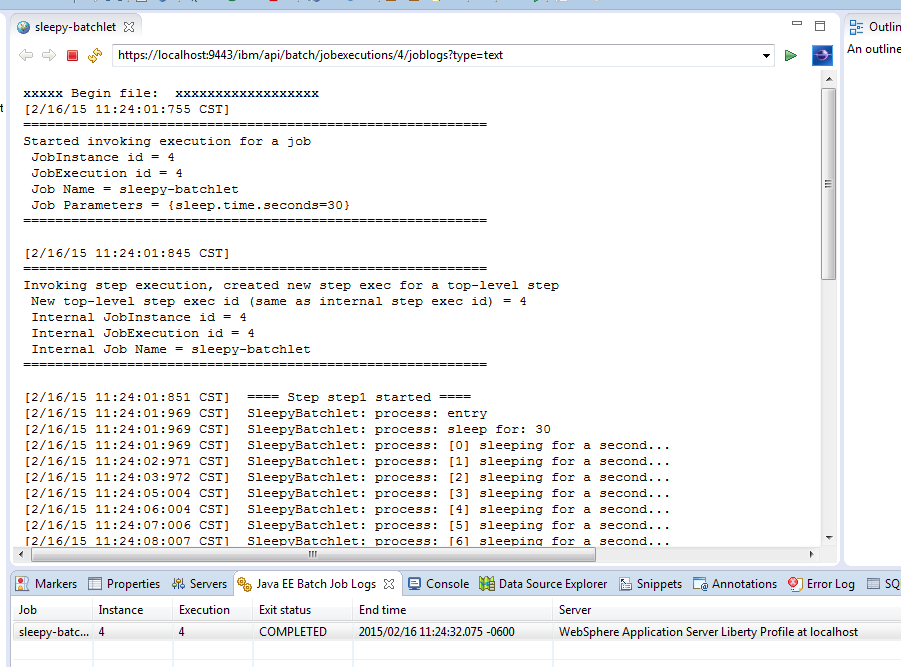 sleepy-batchlet
Outlin
https://localhost:9443/ibm/api/batch/jobexecutions/4/joblogs?type=text
An outline
xxxxx Begin file:  xxxxxxxxxxxxxxxxxx
[2/16/15 11:24:01:755 CST]
==========================================================
Started invoking execution for a job
JobInstance id = 4
JobExecution id = 4
Job Name = sleepy-batchlet
Job Parameters = {sleep.time.seconds=30}
==========================================================
[2/16/15 11:24:01:845 CST]
==========================================================
Invoking step execution, created new step exec for a top-level step
New top-level step exec id (same as internal step exec id) = 4
Internal JobInstance id = 4
Internal JobExecution id = 4
Internal Job Name = sleepy-batchlet
==========================================================
[2/16/15 11:24:01:851 CST]  ==== Step step1 started ====
[2/16/15 11:24:01:969 CST]  SleepyBatchlet: process: entry
[2/16/15 11:24:01:969 CST]  SleepyBatchlet: process: sleep for: 30
[2/16/15 11:24:01:969 CST]  SleepyBatchlet: process: [0] sleeping for a second...
[2/16/15 11:24:02:971 CST]  SleepyBatchlet: process: [1] sleeping for a second...
[2/16/15 11:24:03:972 CST]  SleepyBatchlet: process: [2] sleeping for a second...
[2/16/15 11:24:05:004 CST]  SleepyBatchlet: process: [3] sleeping for a second...
[2/16/15 11:24:06:004 CST]  SleepyBatchlet: process: [4] sleeping for a second...
[2/16/15 11:24:07:006 CST]  SleepyBatchlet: process: [5] sleeping for a second...
[2/16/15 11:24:08:007 CST]  SleepyBatchlet: process: [6] sleeping for a second...
Markers Properties Servers Java EE Batch Job Logs Console Data Source Explorer Snippets Annotations Error Log SQ
Job Instance Execution Exit status End time Server
sleepy-batc... 4 4 COMPLETED 2015/02/16 11:24:32.075 -0600 WebSphere Application Server Liberty Profile at localhost